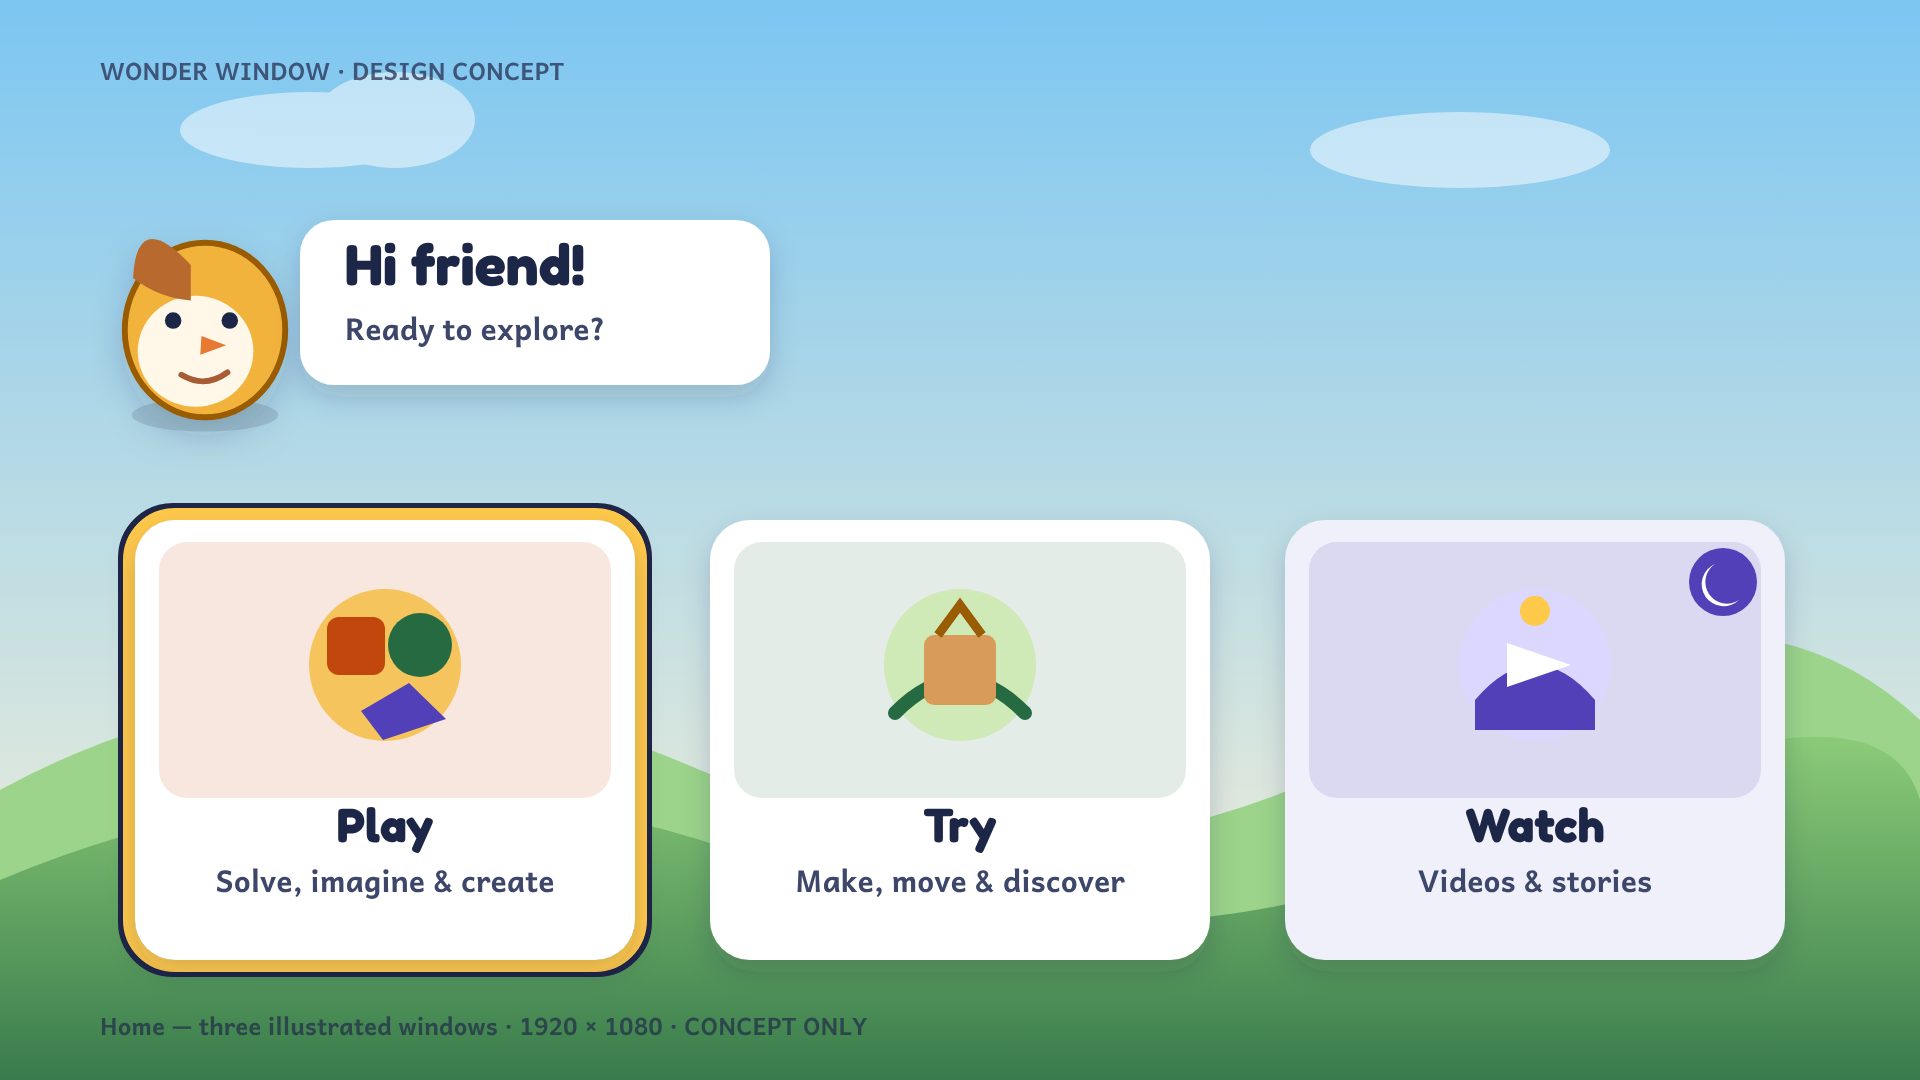 WONDER WINDOW · DESIGN CONCEPT
Hi friend!
Ready to explore?
Play
Solve, imagine & create
Try
Make, move & discover
Watch
Videos & stories
Home — three illustrated windows · 1920 × 1080 · CONCEPT ONLY